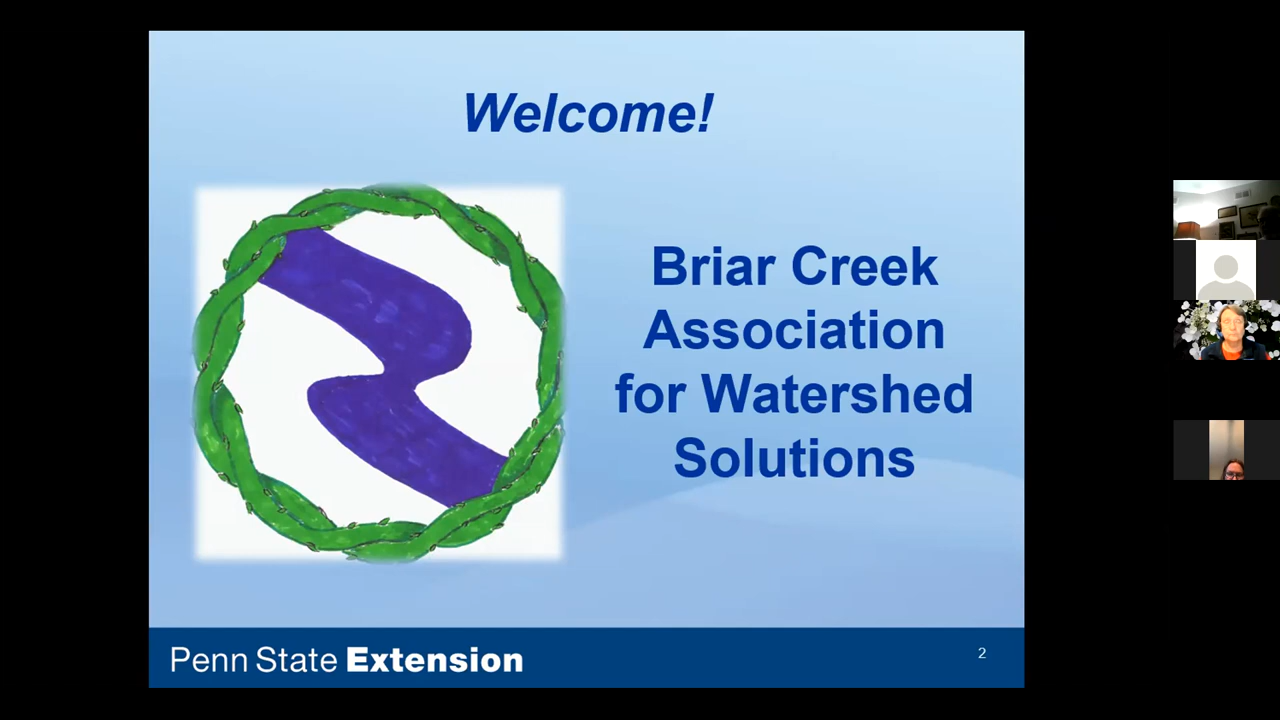 Welcome!
Briar Creek
Association
for Watershed
Solutions
Penn State Extension
2